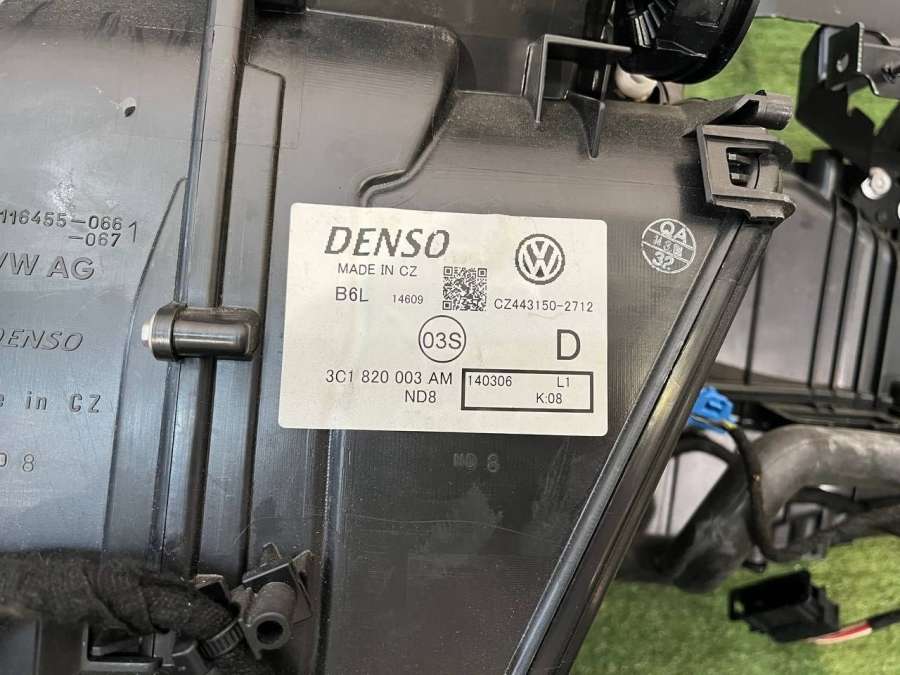 116455-066 1
-067
VW AG
DENSO
in CZ
D 8
DENSO
MADE IN CZ
B6L 14609
CZ443150-2712
03S
D
3C1 820 003 AM
ND8
140306 L1
K:08
QA
32
ND 8